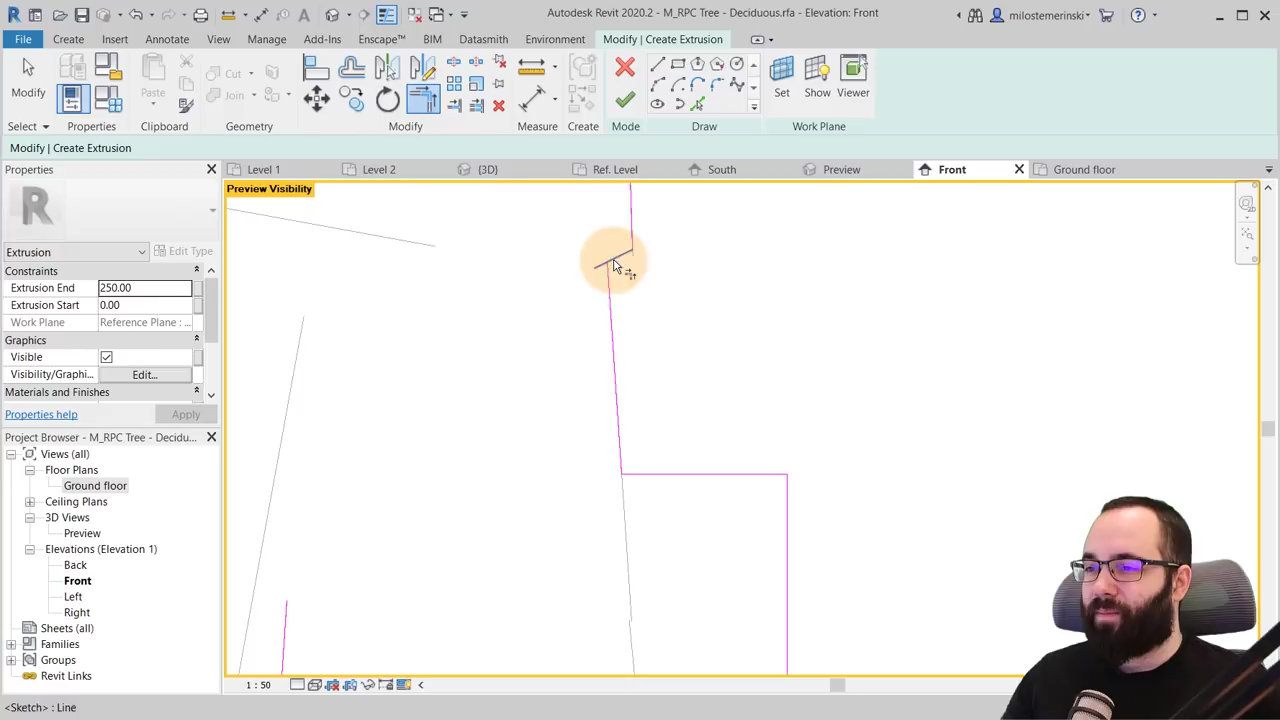 Autodesk Revit 2020.2 - M_RPC Tree - Deciduous.rfa - Elevation: Front
milostemerinski
File
Create
Insert
Annotate
View
Manage
Add-Ins
Enscape™
BIM
Datasmith
Environment
Modify | Create Extrusion
Modify
Paste
Cut
Join
Set
Show
Viewer
Select
Properties
Clipboard
Geometry
Modify
Measure
Create
Mode
Draw
Work Plane
Modify | Create Extrusion
Properties
Level 1
Level 2
{3D}
Ref. Level
South
Preview
Front
Ground floor
Preview Visibility
Extrusion
Edit Type
Constraints
Extrusion End
250.00
Extrusion Start
0.00
Work Plane
Reference Plane : ...
Graphics
Visible
Visibility/Graphi...
Edit...
Materials and Finishes
Properties help
Apply
Project Browser - M_RPC Tree - Decidu...
Views (all)
Floor Plans
Ground floor
Ceiling Plans
3D Views
Preview
Elevations (Elevation 1)
Back
Front
Left
Right
Sheets (all)
Families
Groups
Revit Links
1 : 50
<Sketch> : Line